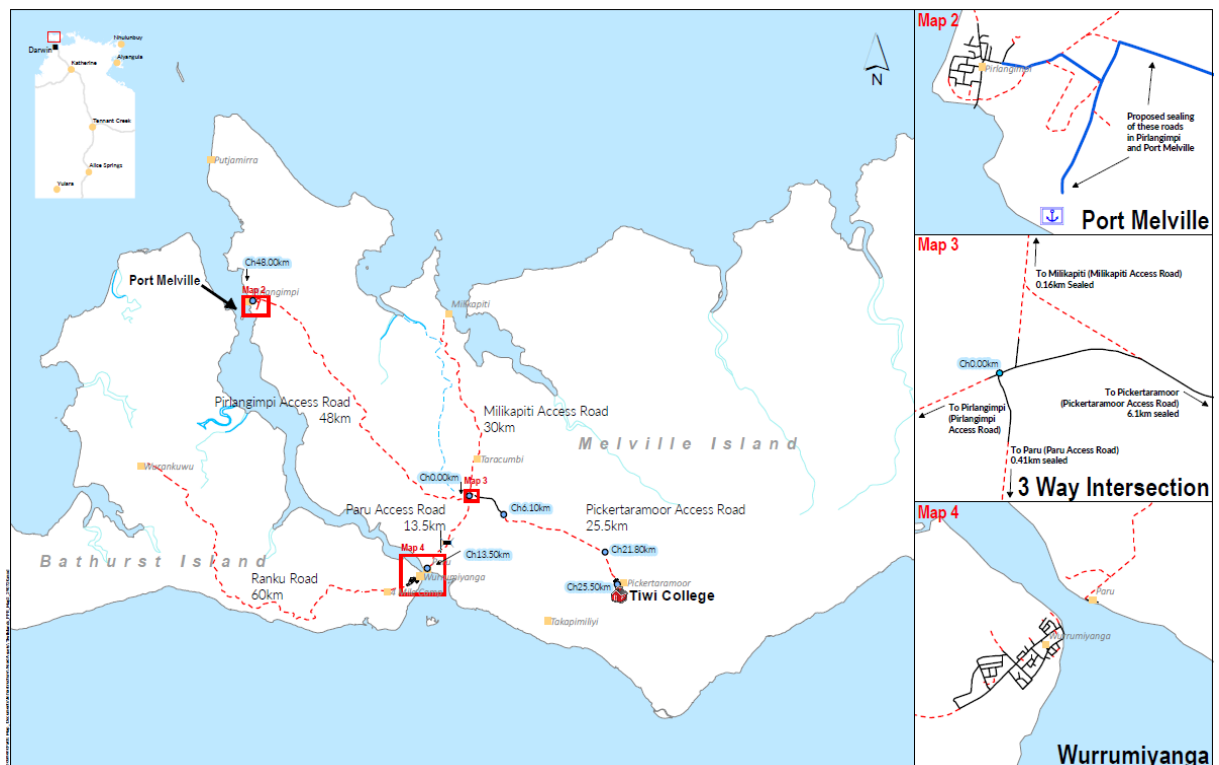 Nhulunbuy
Darwin
Alyangula
Katherine
Tennant Creek
Alice Springs
Yulara
N
Putjamirra
Ch48.00km
Port Melville
Map 2
Milikapiti
Pirlangimpi Access Road
48km
Milikapiti Access Road
30km
Melville Island
Wurankuwu
Taracumbi
Ch0.00km
Map 3
Ch6.10km
Paru Access Road
13.5km
Pickertaramoor Access Road
25.5km
Map 4
Ch13.50km
Ch21.80km
Bathurst Island
Ranku Road
60km
Wurrumiyanga
Ch25.50km
Pickertaramoor
Tiwi College
Takapimiliyi
Map 2
Pirlangimpi
Proposed sealing
of these roads
in Pirlangimpi
and Port Melville
Port Melville
Map 3
To Milikapiti (Milikapiti Access Road)
0.16km Sealed
Ch0.00km
To Pickertaramoor
(Pickertaramoor Access Road)
6.1km sealed
To Pirlangimpi
(Pirlangimpi
Access Road)
To Paru (Paru Access Road)
0.41km sealed
3 Way Intersection
Map 4
Paru
Wurrumiyanga
Wurrumiyanga